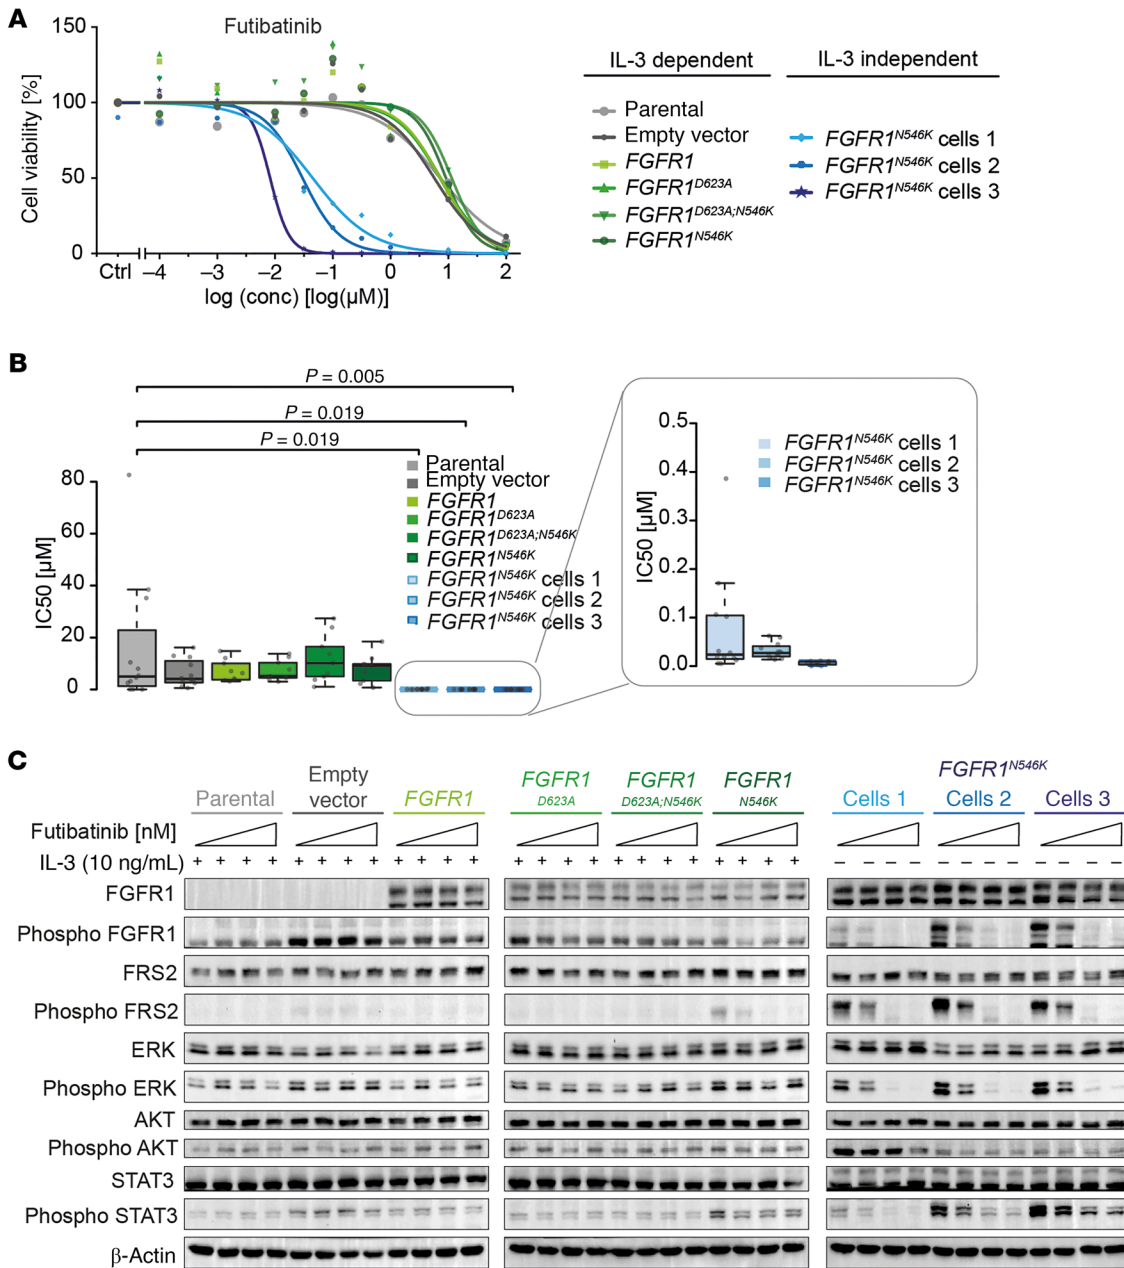 A
Futibatinib
150
100
50
0
Cell viability [%]
Ctrl –4 –3 –2 –1 0 1 2
log (conc) [log(µM)]
IL-3 dependent
IL-3 independent
Parental
Empty vector
FGFR1
FGFR1D623A
FGFR1D623A;N546K
FGFR1N546K
FGFR1N546K cells 1
FGFR1N546K cells 2
FGFR1N546K cells 3
B
P = 0.005
P = 0.019
P = 0.019
80
60
40
20
0
IC50 [µM]
Parental
Empty vector
FGFR1
FGFR1D623A
FGFR1D623A;N546K
FGFR1N546K
FGFR1N546K cells 1
FGFR1N546K cells 2
FGFR1N546K cells 3
0.5
0.4
0.3
0.2
0.1
0.0
IC50 [µM]
FGFR1N546K cells 1
FGFR1N546K cells 2
FGFR1N546K cells 3
C
Parental
Empty
vector
FGFR1
FGFR1
D623A
FGFR1
D623A;N546K
FGFR1
N546K
FGFR1N546K
Cells 1
Cells 2
Cells 3
Futibatinib [nM]
IL-3 (10 ng/mL) + + + + + + + + + + + + + + + + + + + + + + + + – – – – – – – – – – – –
FGFR1
Phospho FGFR1
FRS2
Phospho FRS2
ERK
Phospho ERK
AKT
Phospho AKT
STAT3
Phospho STAT3
β-Actin